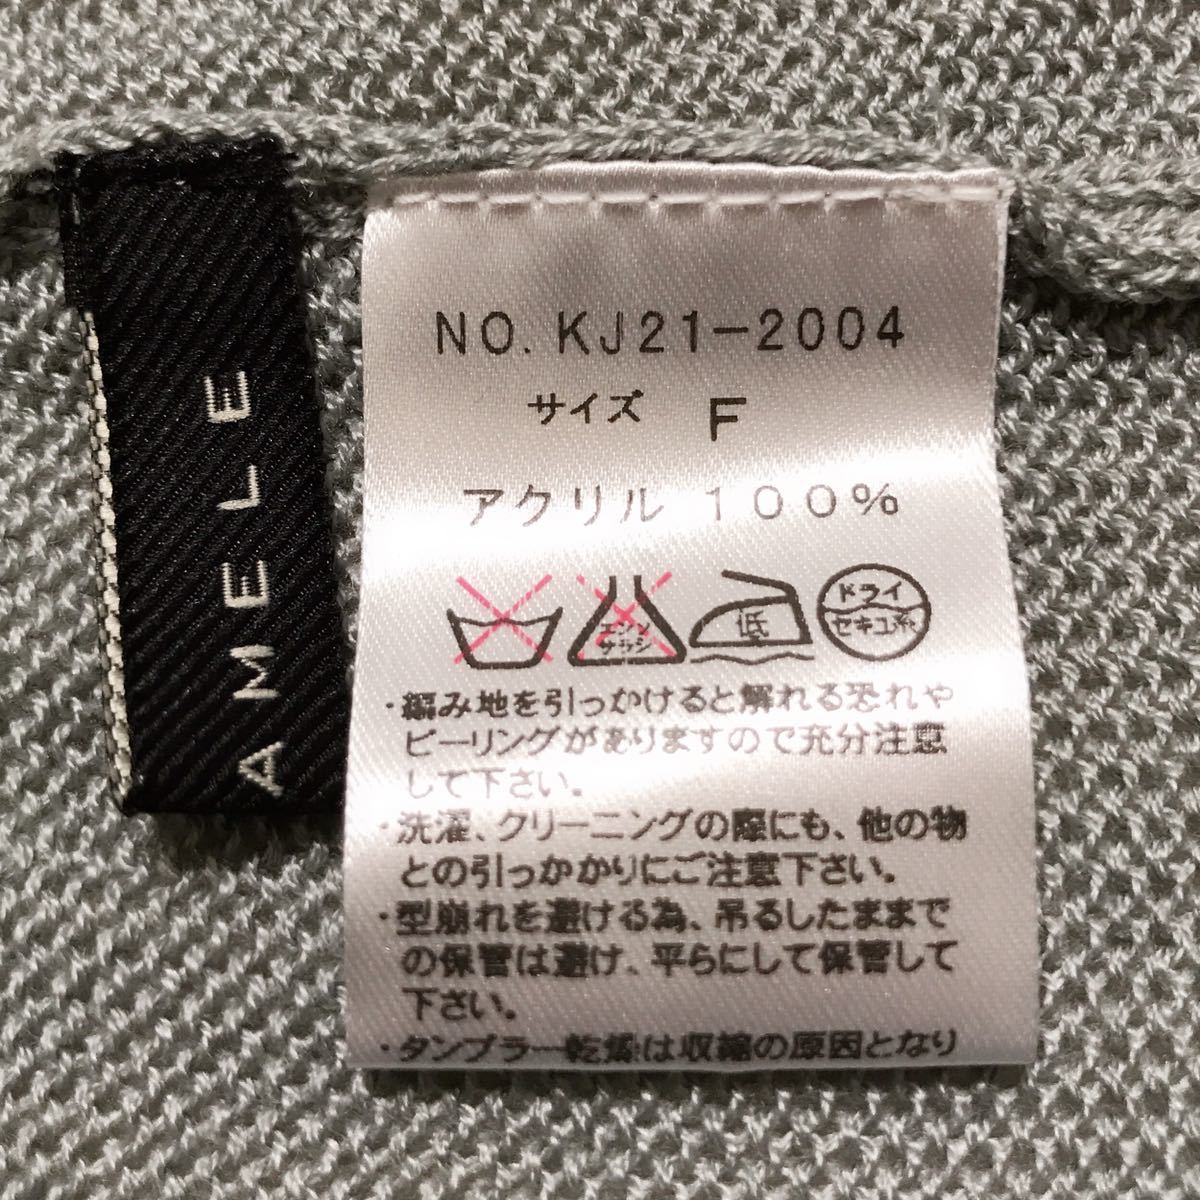 AMELE
NO. KJ21-2004
サイズ F
アクリル 100%
エンソ
サラシ
低
ドライ
セキユ系
・編み地を引っかけると解れる恐れや
ピーリングがありますので充分注意
して下さい。
・洗濯、クリーニングの際にも、他の物
との引っかかりにご注意下さい。
・型崩れを避ける為、吊るしたままで
の保管は避け、平らにして保管して
下さい。
・タンブラー乾燥は収縮の原因となり